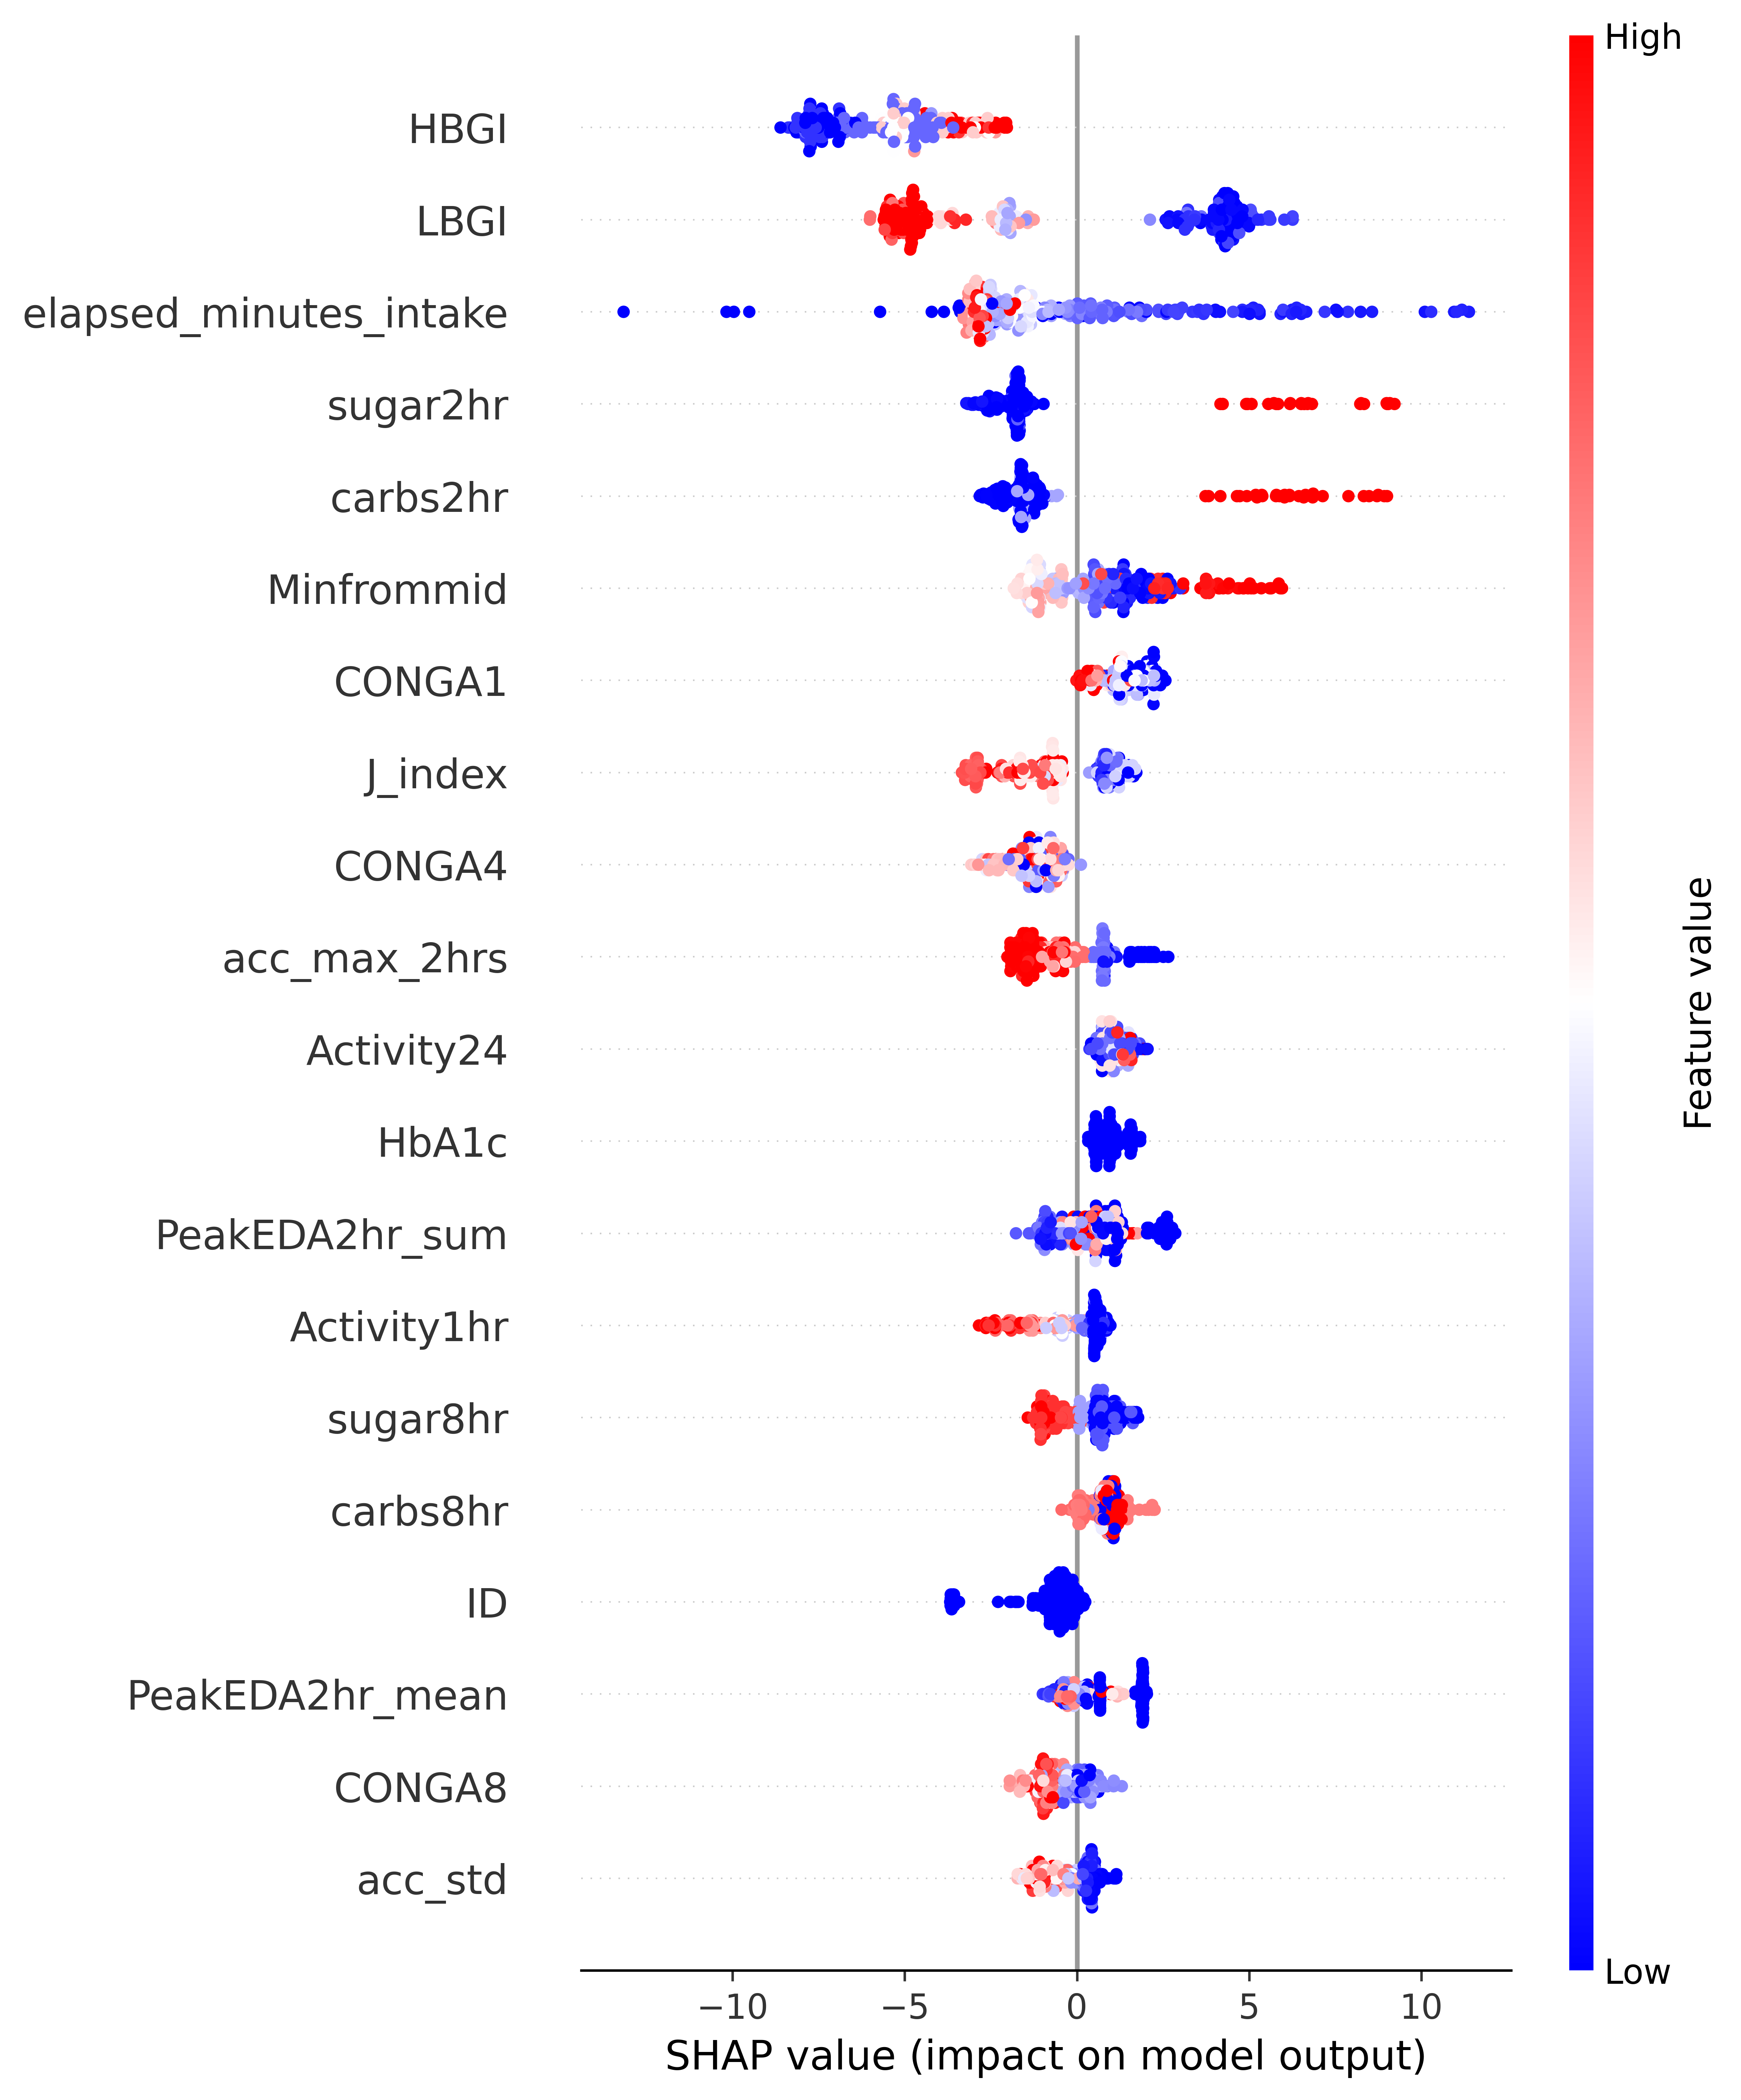 High
HBGI
LBGI
elapsed_minutes_intake
sugar2hr
carbs2hr
Minfrommid
CONGA1
J_index
CONGA4
acc_max_2hrs
Activity24
HbA1c
PeakEDA2hr_sum
Activity1hr
sugar8hr
carbs8hr
ID
PeakEDA2hr_mean
CONGA8
acc_std
Feature value
Low
−10 −5 0 5 10
SHAP value (impact on model output)